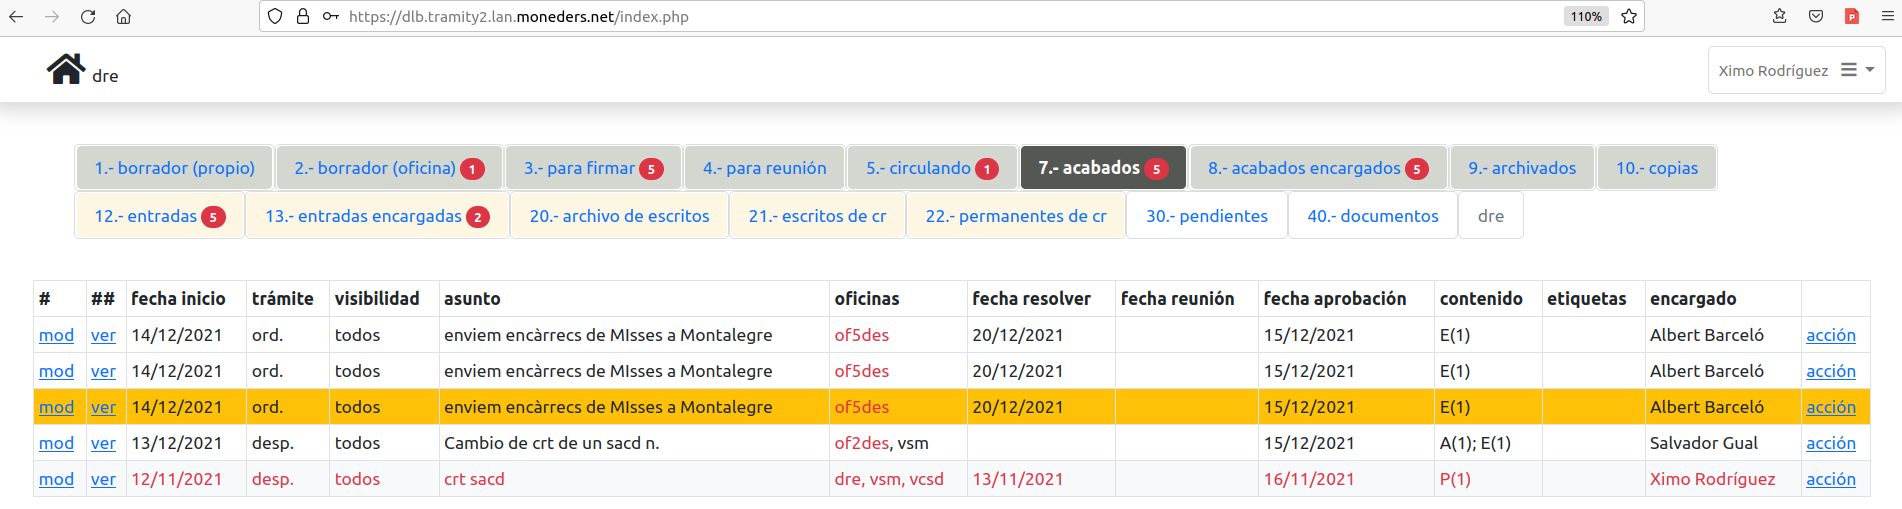 https://dlb.tramity2.lan.moneders.net/index.php 110%
dre Ximo Rodríguez
1.- borrador (propio) 2.- borrador (oficina) 1 3.- para firmar 5 4.- para reunión 5.- circulando 1 7.- acabados 5 8.- acabados encargados 5 9.- archivados 10.- copias
12.- entradas 5 13.- entradas encargadas 2 20.- archivo de escritos 21.- escritos de cr 22.- permanentes de cr 30.- pendientes 40.- documentos dre
# ## fecha inicio trámite visibilidad asunto oficinas fecha resolver fecha reunión fecha aprobación contenido etiquetas encargado
mod ver 14/12/2021 ord. todos enviem encàrrecs de MIsses a Montalegre of5des 20/12/2021 15/12/2021 E(1) Albert Barceló acción
mod ver 14/12/2021 ord. todos enviem encàrrecs de MIsses a Montalegre of5des 20/12/2021 15/12/2021 E(1) Albert Barceló acción
mod ver 14/12/2021 ord. todos enviem encàrrecs de MIsses a Montalegre of5des 20/12/2021 15/12/2021 E(1) Albert Barceló acción
mod ver 13/12/2021 desp. todos Cambio de crt de un sacd n. of2des, vsm 15/12/2021 A(1); E(1) Salvador Gual acción
mod ver 12/11/2021 desp. todos crt sacd dre, vsm, vcsd 13/11/2021 16/11/2021 P(1) Ximo Rodríguez acción